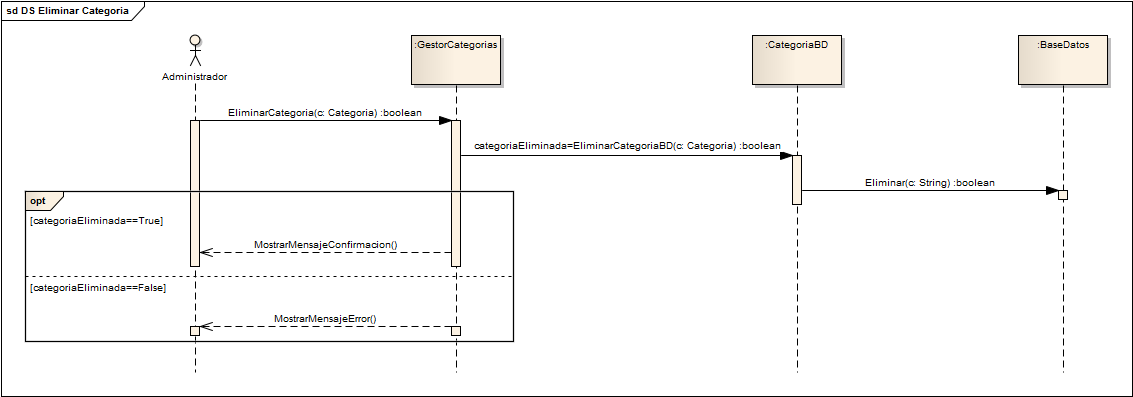 sd DS Eliminar Categoria
:GestorCategorias
:CategoriaBD
:BaseDatos
Administrador
EliminarCategoria(c: Categoria) :boolean
categoriaEliminada=EliminarCategoriaBD(c: Categoria) :boolean
Eliminar(c: String) :boolean
opt
[categoriaEliminada==True]
MostrarMensajeConfirmacion()
[categoriaEliminada==False]
MostrarMensajeError()